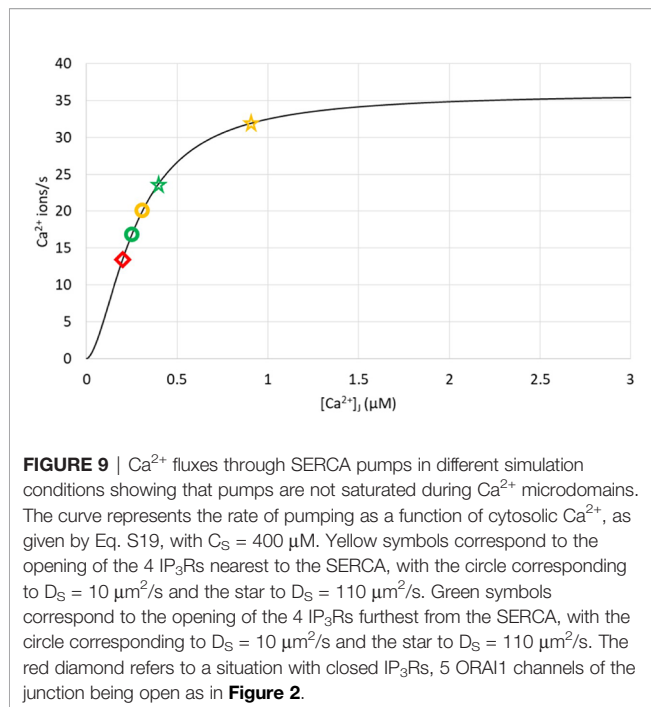 40
35
30
25
20
15
10
5
0
Ca²⁺ ions/s
0 0.5 1 1.5 2 2.5 3
[Ca²⁺]J (µM)
FIGURE 9 | Ca²⁺ fluxes through SERCA pumps in different simulation
conditions showing that pumps are not saturated during Ca²⁺ microdomains.
The curve represents the rate of pumping as a function of cytosolic Ca²⁺, as
given by Eq. S19, with CS = 400 µM. Yellow symbols correspond to the
opening of the 4 IP₃Rs nearest to the SERCA, with the circle corresponding
to DS = 10 µm²/s and the star to DS = 110 µm²/s. Green symbols
correspond to the opening of the 4 IP₃Rs furthest from the SERCA, with the
circle corresponding to DS = 10 µm²/s and the star to DS = 110 µm²/s. The
red diamond refers to a situation with closed IP₃Rs, 5 ORAI1 channels of the
junction being open as in Figure 2.